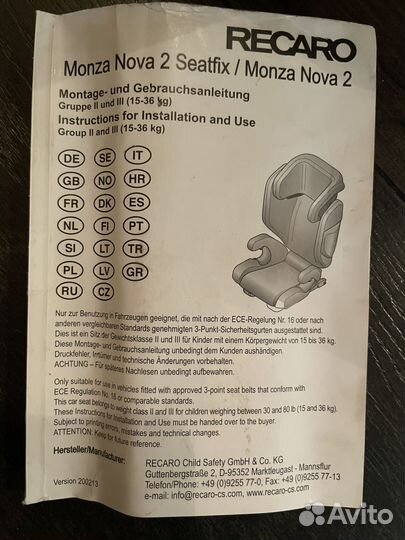 RECARO
Monza Nova 2 Seatfix / Monza Nova 2
Montage- und Gebrauchsanleitung
Gruppe II und III (15-36 kg)
Instructions for Installation and Use
Group II and III (15-36 kg)
DE SE IT
GB NO HR
FR DK ES
NL FI PT
SI LT TR
PL LV GR
RU CZ
Nur zur Benutzung in Fahrzeugen geeignet, die mit nach der ECE-Regelung Nr. 16 oder nach
anderen vergleichbaren Standards genehmigten 3-Punkt-Sicherheitsgurten ausgestattet sind.
Dies ist ein Sitz der Gewichtsklasse II und III für Kinder mit einem Körpergewicht von 15 bis 36 kg.
Diese Montage- und Gebrauchsanleitung unbedingt dem Kunden aushändigen.
Druckfehler, Irrtümer und technische Änderungen vorbehalten.
ACHTUNG – Für späteres Nachlesen unbedingt aufbewahren.
Only suitable for use in vehicles fitted with approved 3-point seat belts that conform with
ECE Regulation No. 16 or comparable standards.
This car seat belongs to weight class II and III for children weighing between 30 and 80 lb (15 and 36 kg).
These Instructions for Installation and Use must be handed over to the buyer.
Subject to printing errors, mistakes and technical changes.
ATTENTION: Keep for future reference.
Hersteller/Manufacturer:
RECARO Child Safety GmbH & Co. KG
Guttenbergstraße 2, D-95352 Marktleugast - Mannsflur
Telefon/Phone: +49 (0)9255 77-0, Fax: +49 (0)9255 77-13
e-mail: info@recaro-cs.com, www.recaro-cs.com
Version 200213
Avito